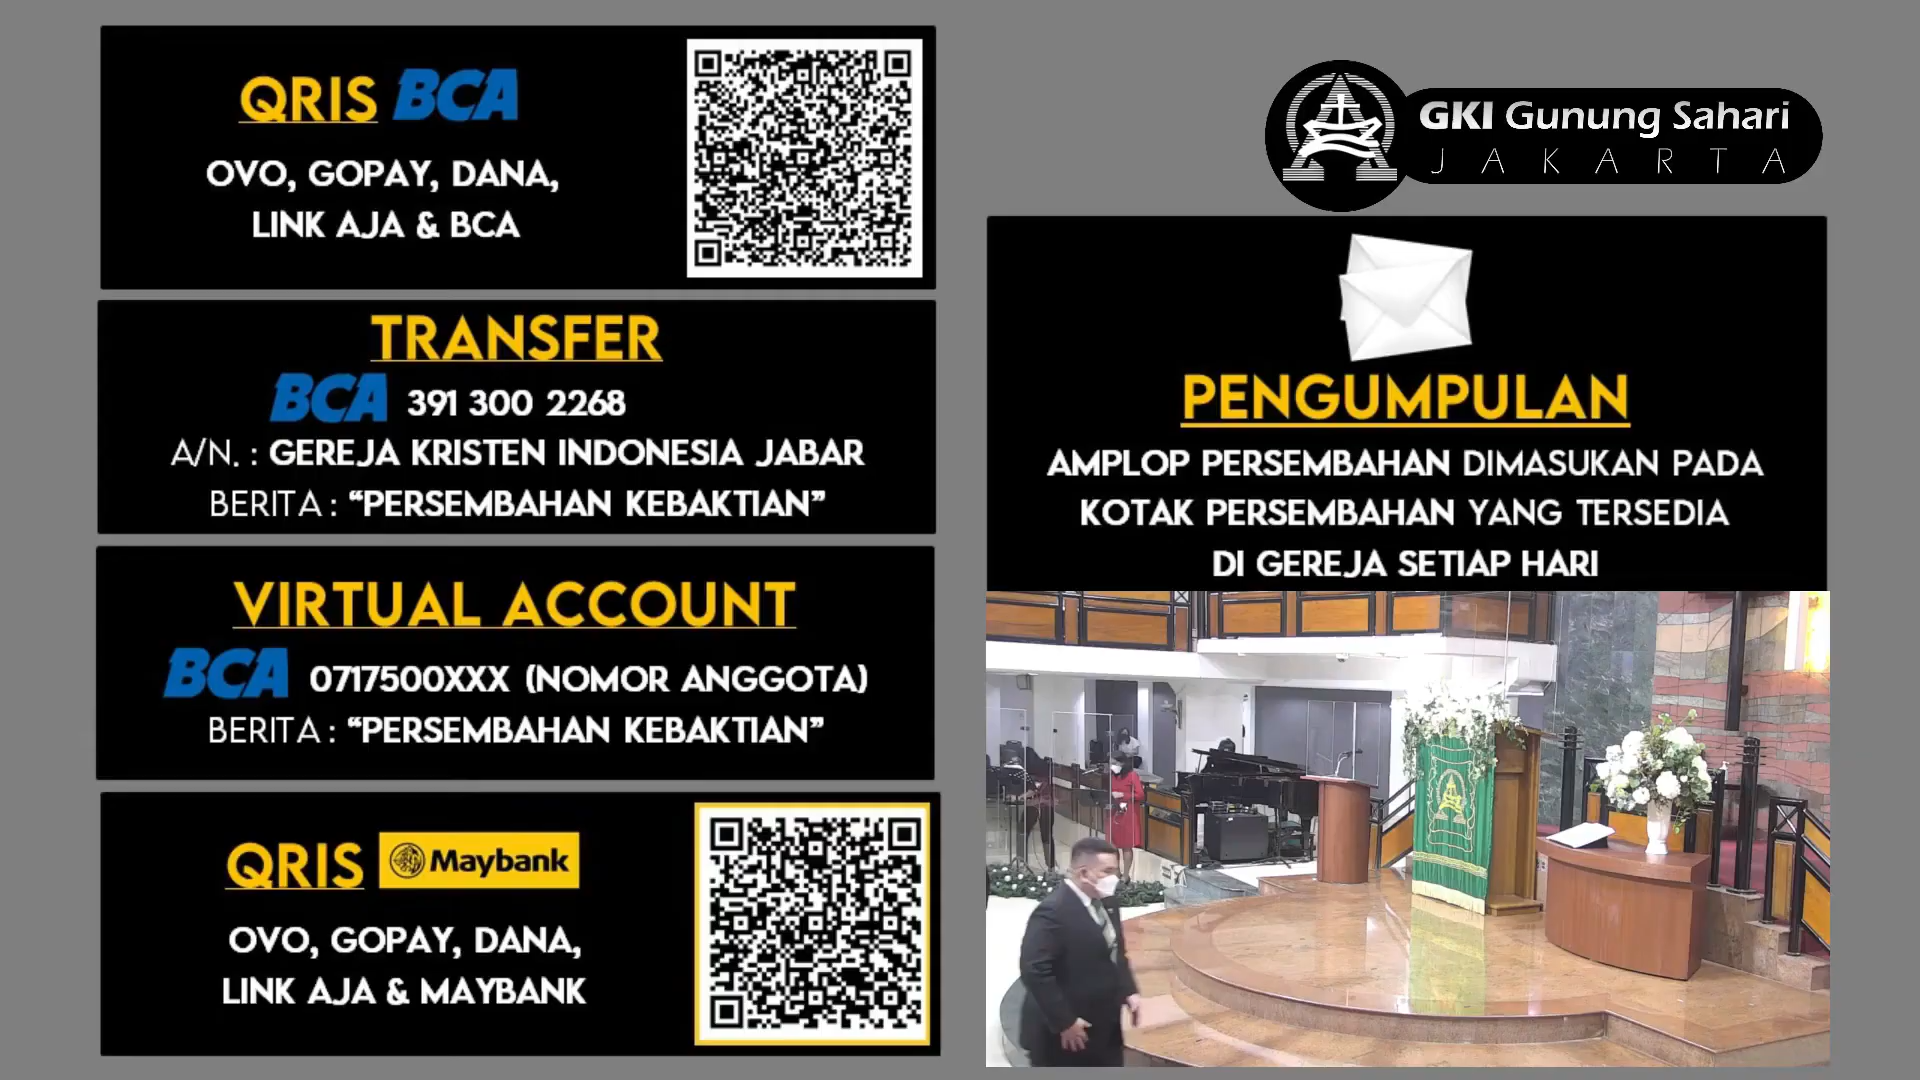 QRIS BCA
OVO, GOPAY, DANA,
LINK AJA & BCA
TRANSFER
BCA 391 300 2268
A/N. : GEREJA KRISTEN INDONESIA JABAR
BERITA : “PERSEMBAHAN KEBAKTIAN”
VIRTUAL ACCOUNT
BCA 0717500XXX (NOMOR ANGGOTA)
BERITA : “PERSEMBAHAN KEBAKTIAN”
QRIS Maybank
OVO, GOPAY, DANA,
LINK AJA & MAYBANK
GKI Gunung Sahari
JAKARTA
PENGUMPULAN
AMPLOP PERSEMBAHAN DIMASUKAN PADA
KOTAK PERSEMBAHAN YANG TERSEDIA
DI GEREJA SETIAP HARI